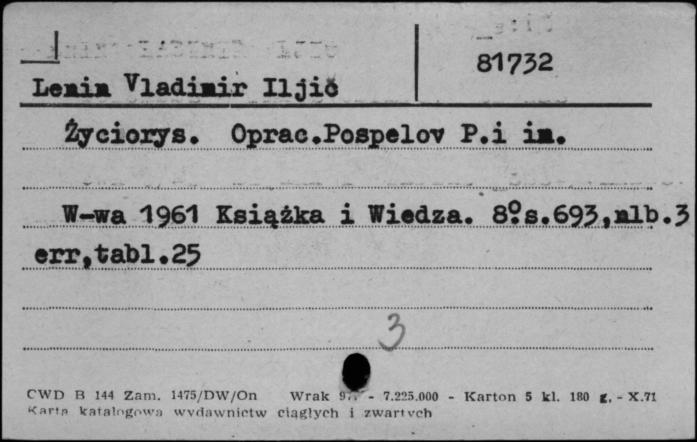 81732
Lenin Vladimir Iljič
Życiorys. Oprac.Pospelov P.i in.
W-wa 1961 Książka i Wiedza. 8°.s.693,nlb.3
err,tabl.25
3
CWD B 144 Zam. 1475/DW/On Wrak - 7.225.000 - Karton 5 kl. 180 g. - X.71
Karta katalogowa wydawnictw ciągłych i zwartych